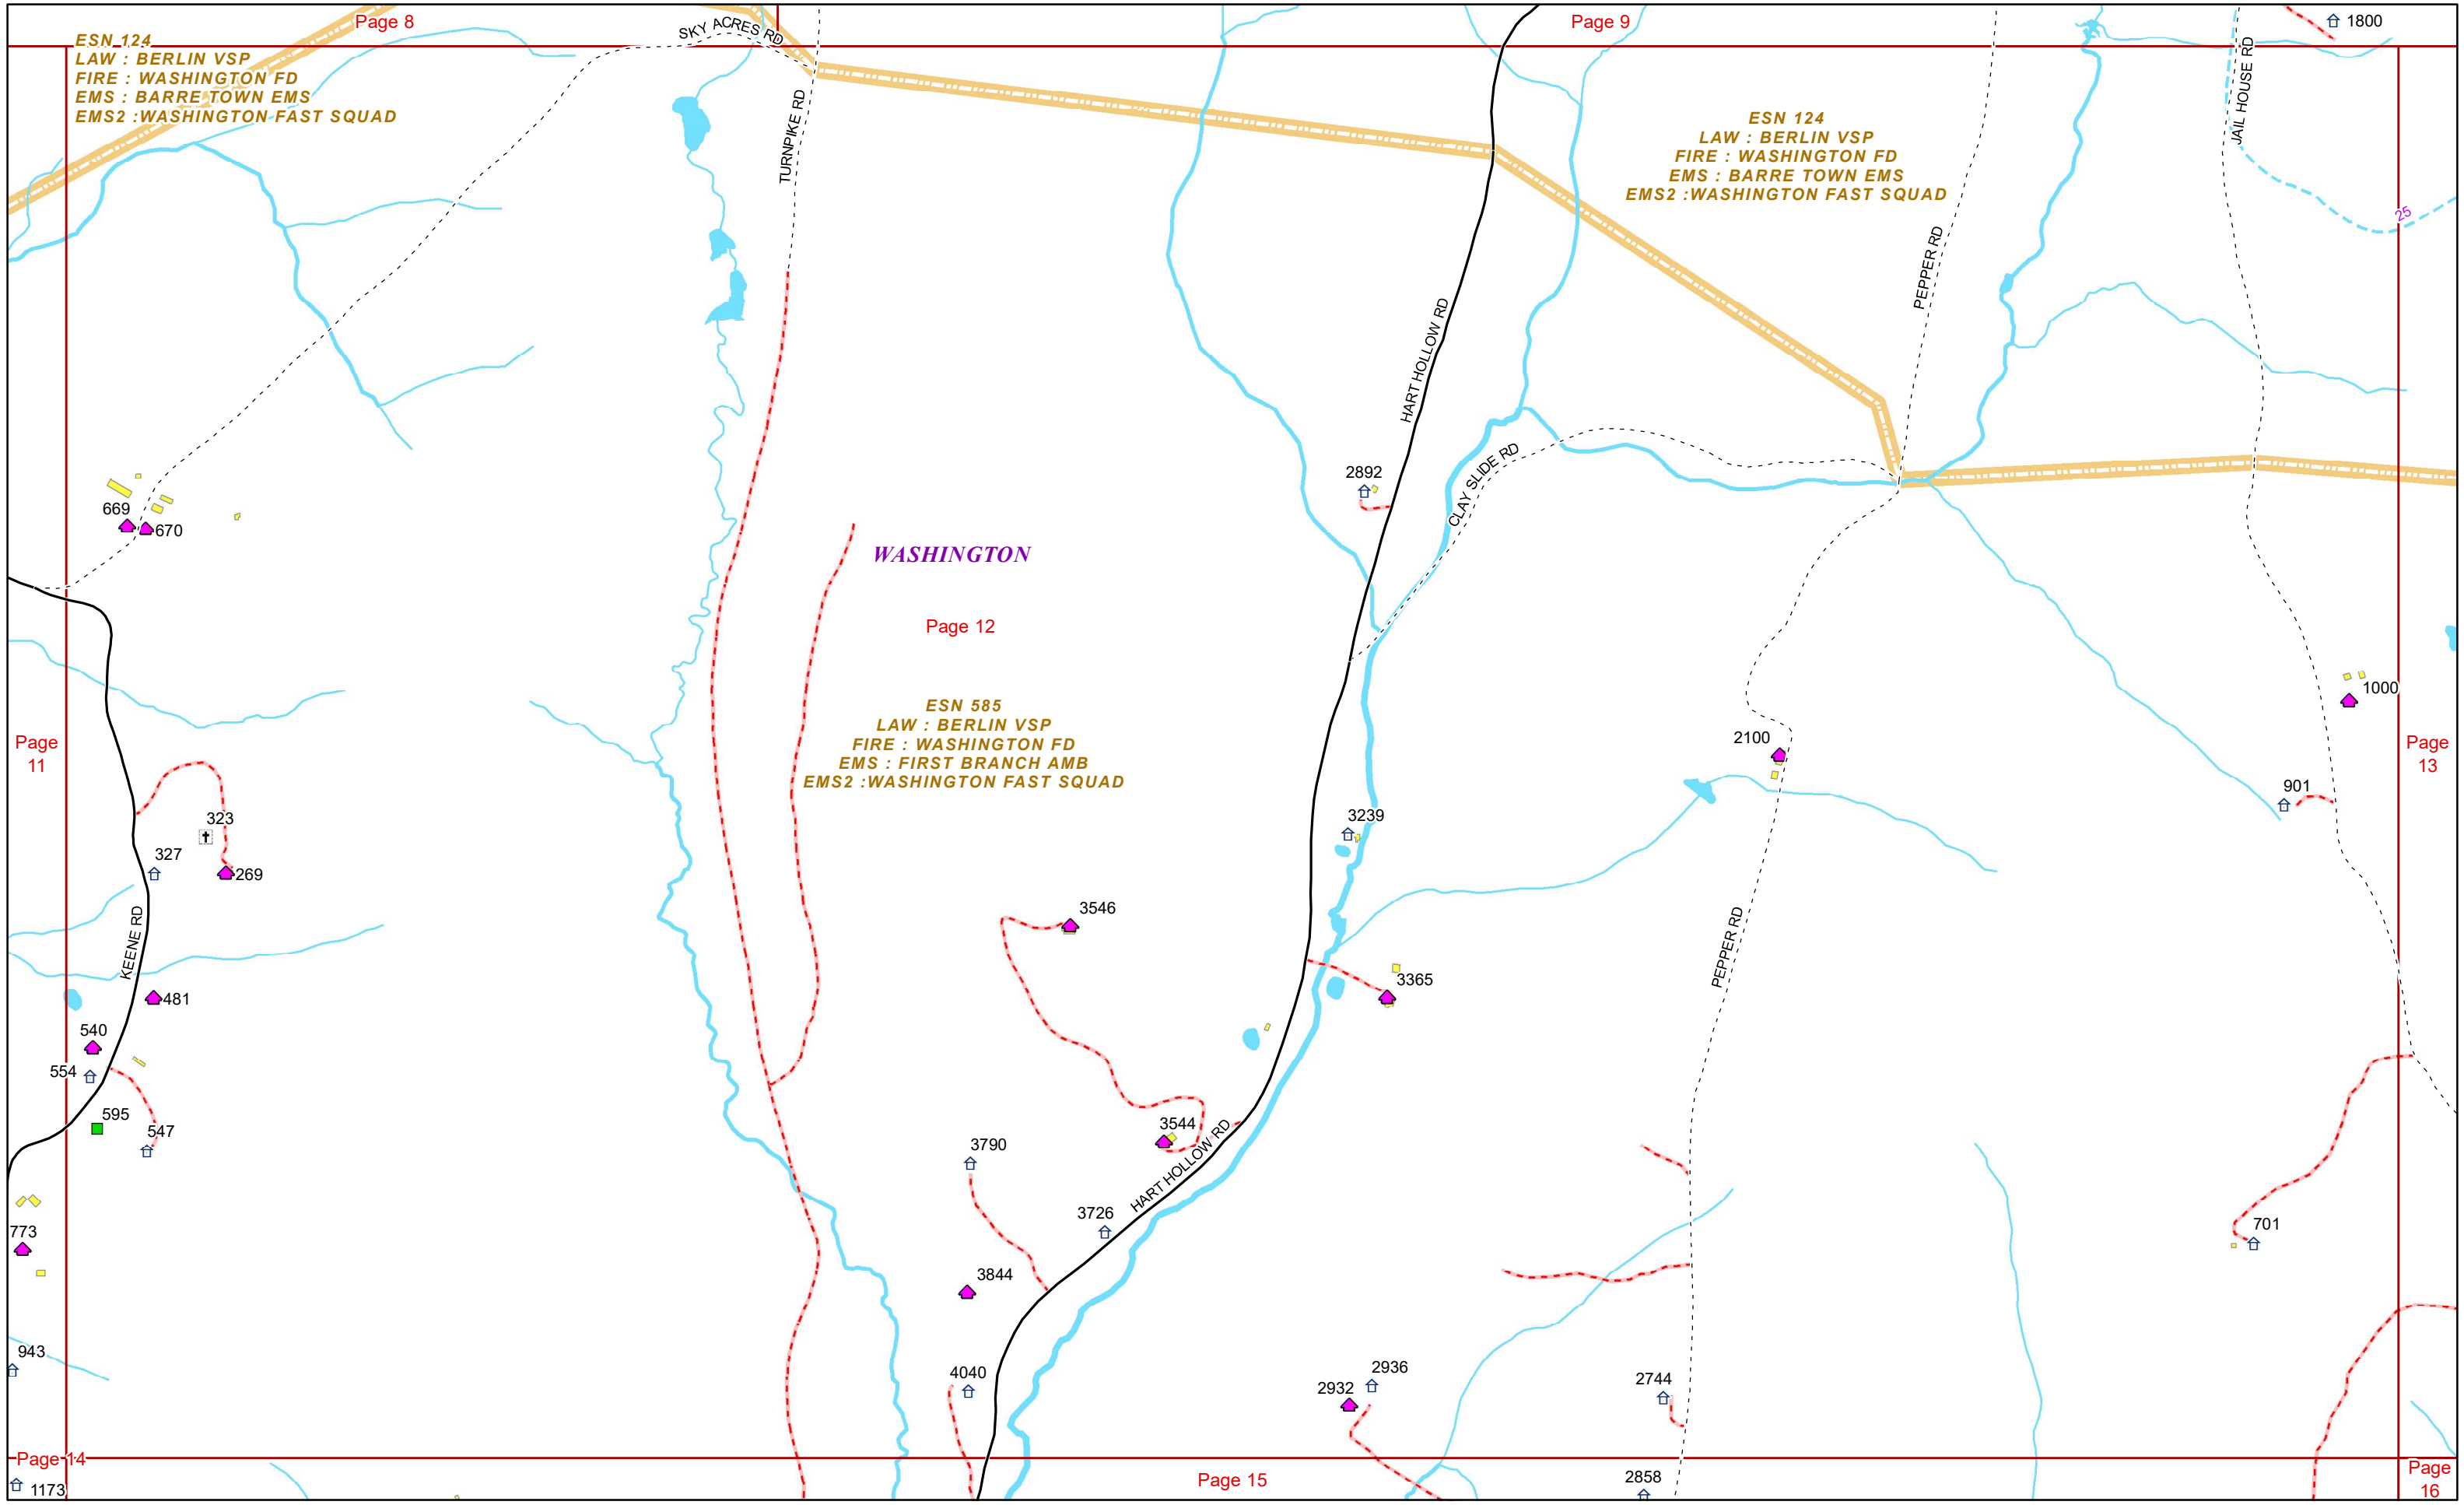 Page 8
Page 9
1800
SKY ACRES RD
ESN 124
LAW : BERLIN VSP
FIRE : WASHINGTON FD
EMS : BARRE TOWN EMS
EMS2 :WASHINGTON FAST SQUAD
TURNPIKE RD
JAIL HOUSE RD
ESN 124
LAW : BERLIN VSP
FIRE : WASHINGTON FD
EMS : BARRE TOWN EMS
EMS2 :WASHINGTON FAST SQUAD
25
PEPPER RD
HART HOLLOW RD
CLAY SLIDE RD
2892
669
670
WASHINGTON
Page 12
ESN 585
LAW : BERLIN VSP
FIRE : WASHINGTON FD
EMS : FIRST BRANCH AMB
EMS2 :WASHINGTON FAST SQUAD
1000
Page
11
2100
Page
13
901
323
3239
327
269
3546
KEENE RD
PEPPER RD
3365
481
540
554
595
547
3544
3790
HART HOLLOW RD
3726
773
701
3844
943
4040
2936
2932
2744
Page 14
1173
Page 15
2858
Page
16